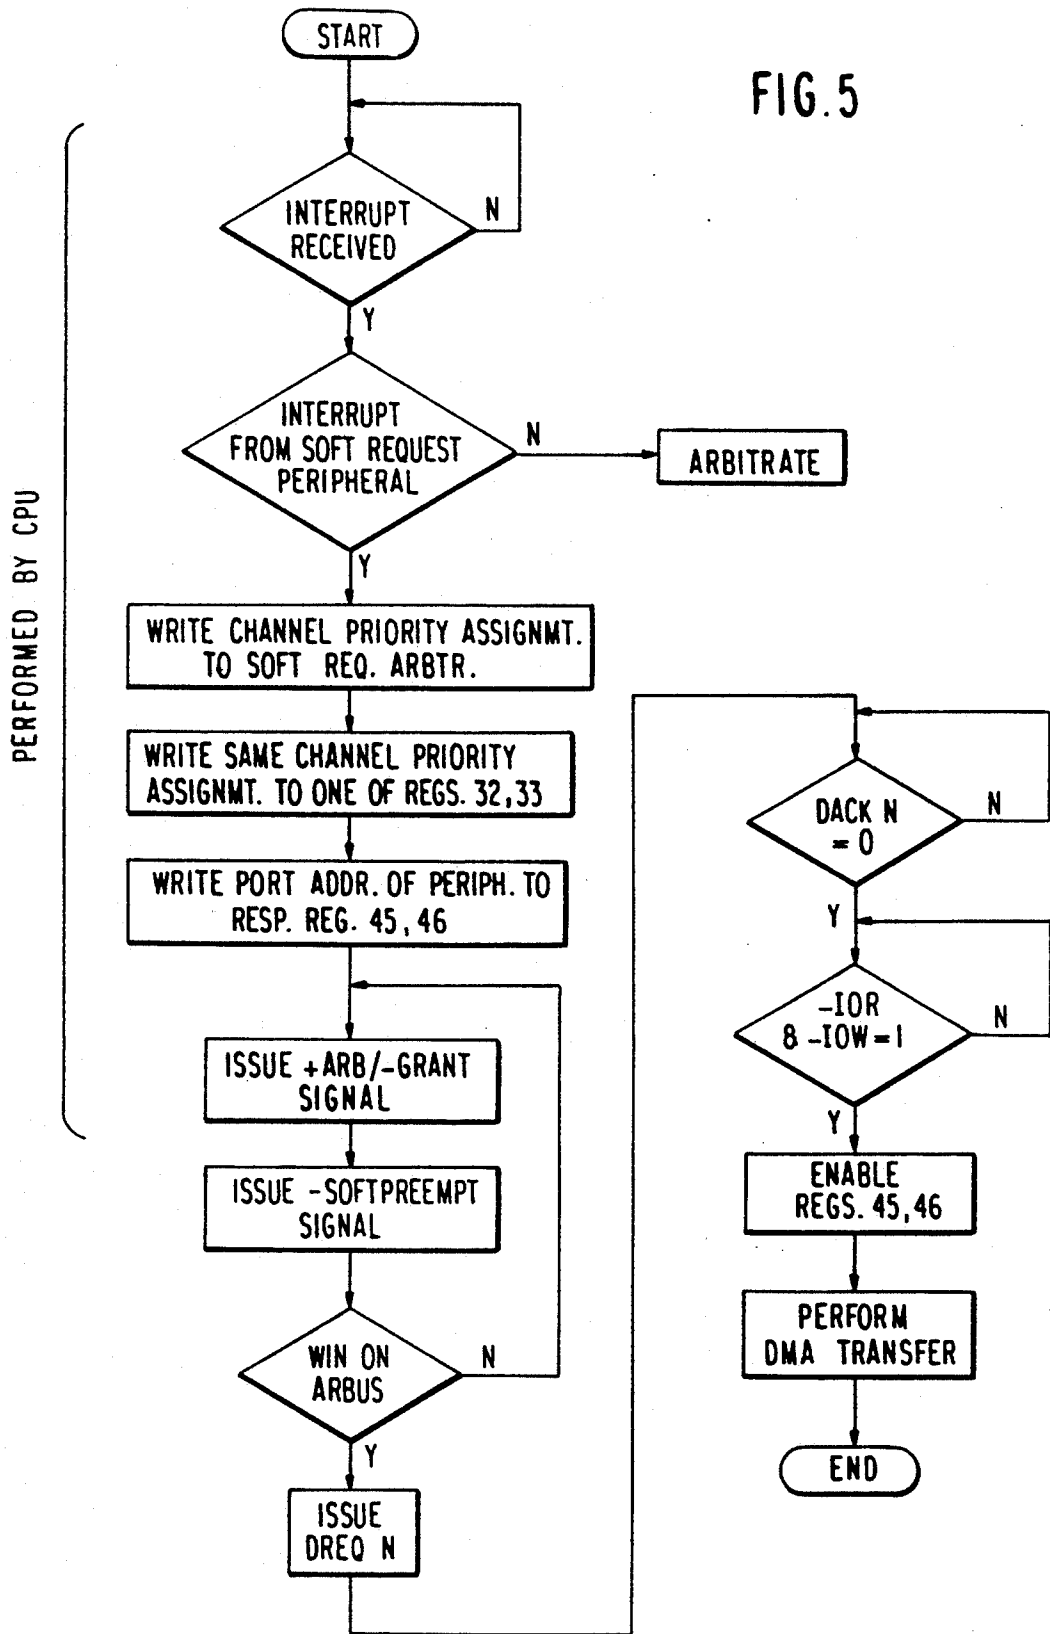 START
FIG. 5
INTERRUPT
RECEIVED
N
Y
INTERRUPT
FROM SOFT REQUEST
PERIPHERAL
N
ARBITRATE
Y
PERFORMED BY CPU
WRITE CHANNEL PRIORITY ASSIGNMT.
TO SOFT REQ. ARBTR.
WRITE SAME CHANNEL PRIORITY
ASSIGNMT. TO ONE OF REGS. 32,33
WRITE PORT ADDR. OF PERIPH. TO
RESP. REG. 45, 46
ISSUE +ARB/-GRANT
SIGNAL
ISSUE -SOFTPREEMPT
SIGNAL
WIN ON
ARBUS
N
Y
ISSUE
DREQ N
DACK N
= 0
N
Y
-IOR
& -IOW = 1
N
Y
ENABLE
REGS. 45,46
PERFORM
DMA TRANSFER
END